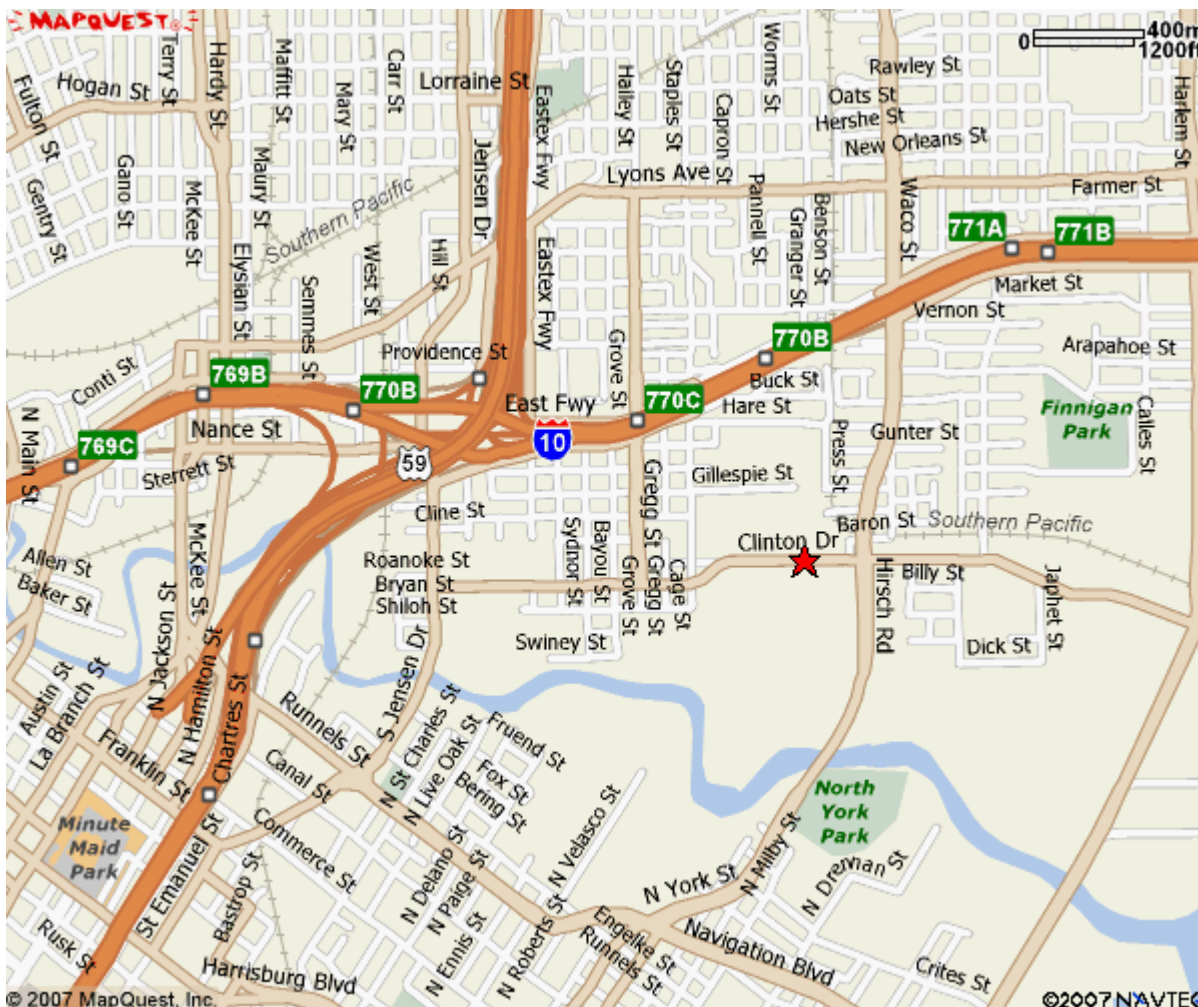 MAPQUEST
0 400m
1200ft
Terry St
Hardy St
Maffitt St
Carr St
Lorraine St
Hogan St
Fulton St
Mary St
Eastex Fwy
Halley St
Staples St
Worms St
Capron St
Rawley St
Oats St
Hershe St
New Orleans St
Harlem St
Gano St
Gentry St
McKee St
Maury St
Jensen Dr
Lyons Ave
Pannell St
Benson St
Granger St
Waco St
Farmer St
Southern Pacific
Elysian St
West St
Hill St
Eastex Fwy
771A
771B
Market St
Vernon St
Semmes St
Providence St
Grove St
770B
Arapahoe St
Conti St
769B
770B
East Fwy
770C
Buck St
Hare St
Finnigan
Park
Calles St
N Main St
769C
Nance St
Sterrett St
59
10
Gunter St
Press St
Gillespie St
Gregg St
Cline St
Baron St
Southern Pacific
Clinton Dr
Allen St
Baker St
McKee St
N Jackson St
Roanoke St
Bryan St
Shiloh St
Sydnor St
Bayou St
Grove St
Gregg St
Cage St
Billy St
Hirsch Rd
Japhet St
Swiney St
Dick St
Austin St
La Branch St
N Hamilton St
Chartres St
S Jensen Dr
Runnels St
Franklin St
Canal St
N St Charles St
N Live Oak St
Fruend St
Fox St
Bering St
North
York
Park
Minute
Maid
Park
St Emanuel St
Commerce St
N Velasco St
N Milby St
N Drennan St
N York St
Bastrop St
N Delano St
N Paige St
N Ennis St
N Roberts St
Engelke St
Runnels St
Navigation Blvd
Rusk St
Harrisburg Blvd
Crites St
© 2007 MapQuest, Inc.
©2007 NAVTE